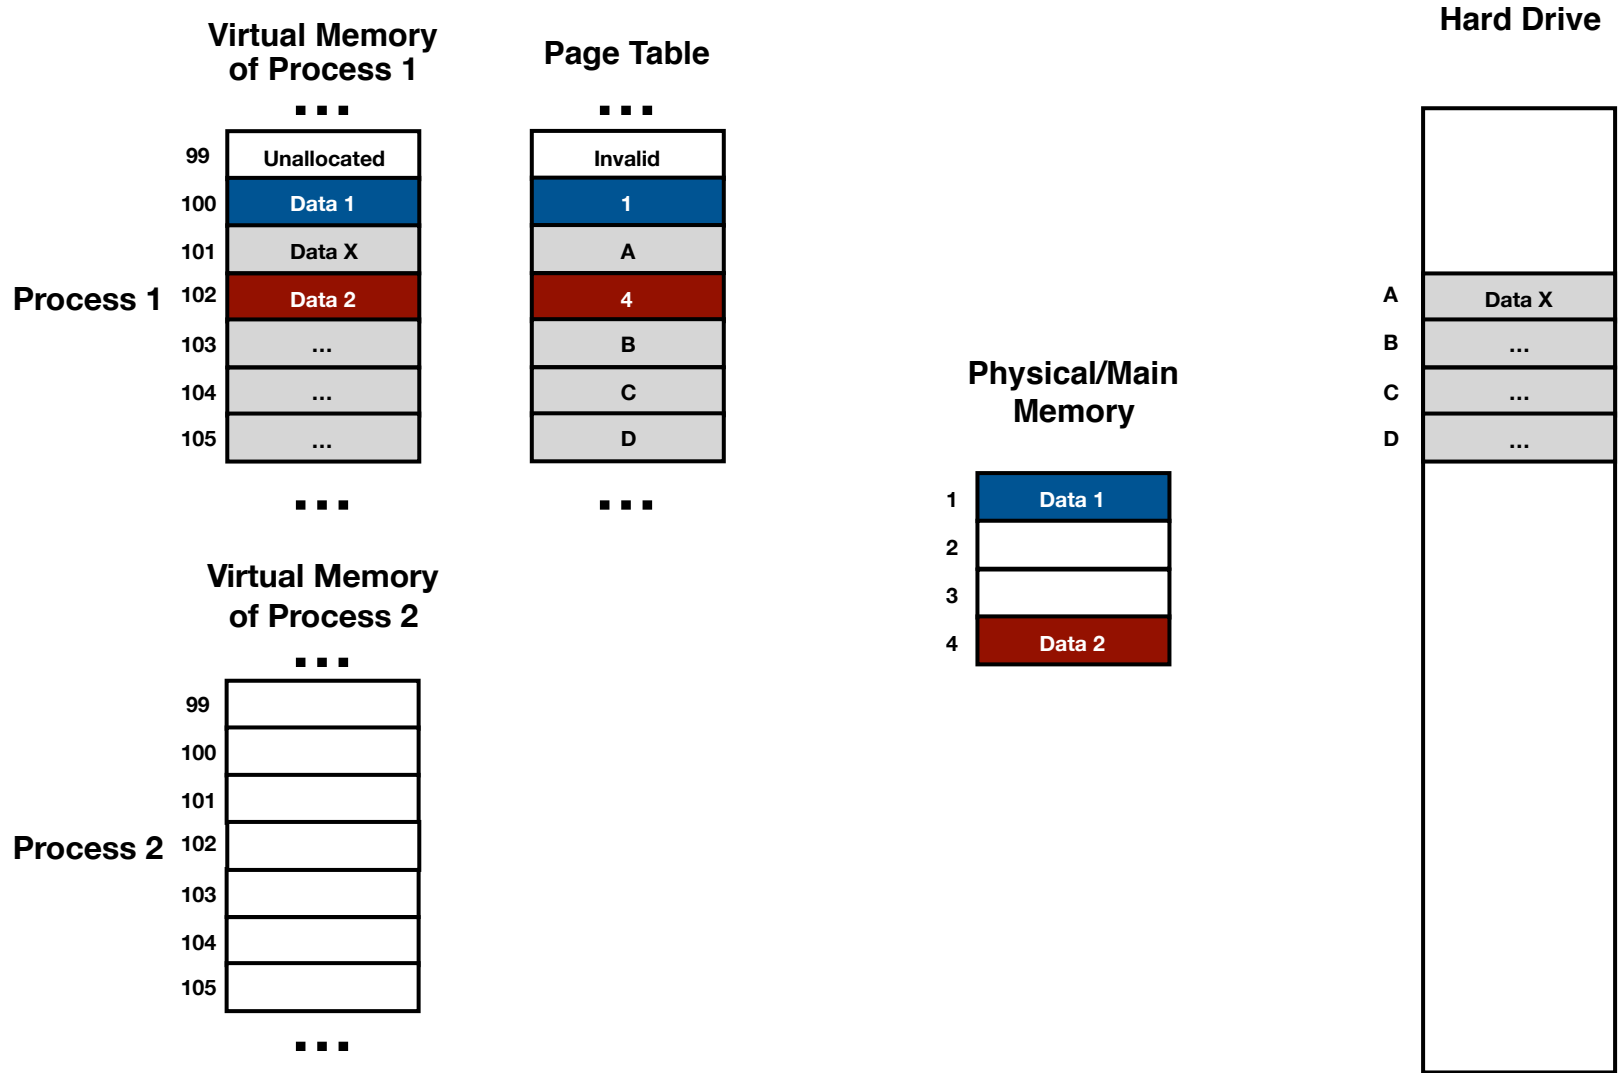 Hard Drive
Virtual Memory
of Process 1
Page Table
...
...
99 Unallocated Invalid
100 Data 1 1
101 Data X A
Process 1 102 Data 2 4
103 ... B
104 ... C
105 ... D
...
...
A Data X
B ...
C ...
D ...
Physical/Main
Memory
1 Data 1
2
3
4 Data 2
Virtual Memory
of Process 2
...
99
100
101
Process 2 102
103
104
105
...